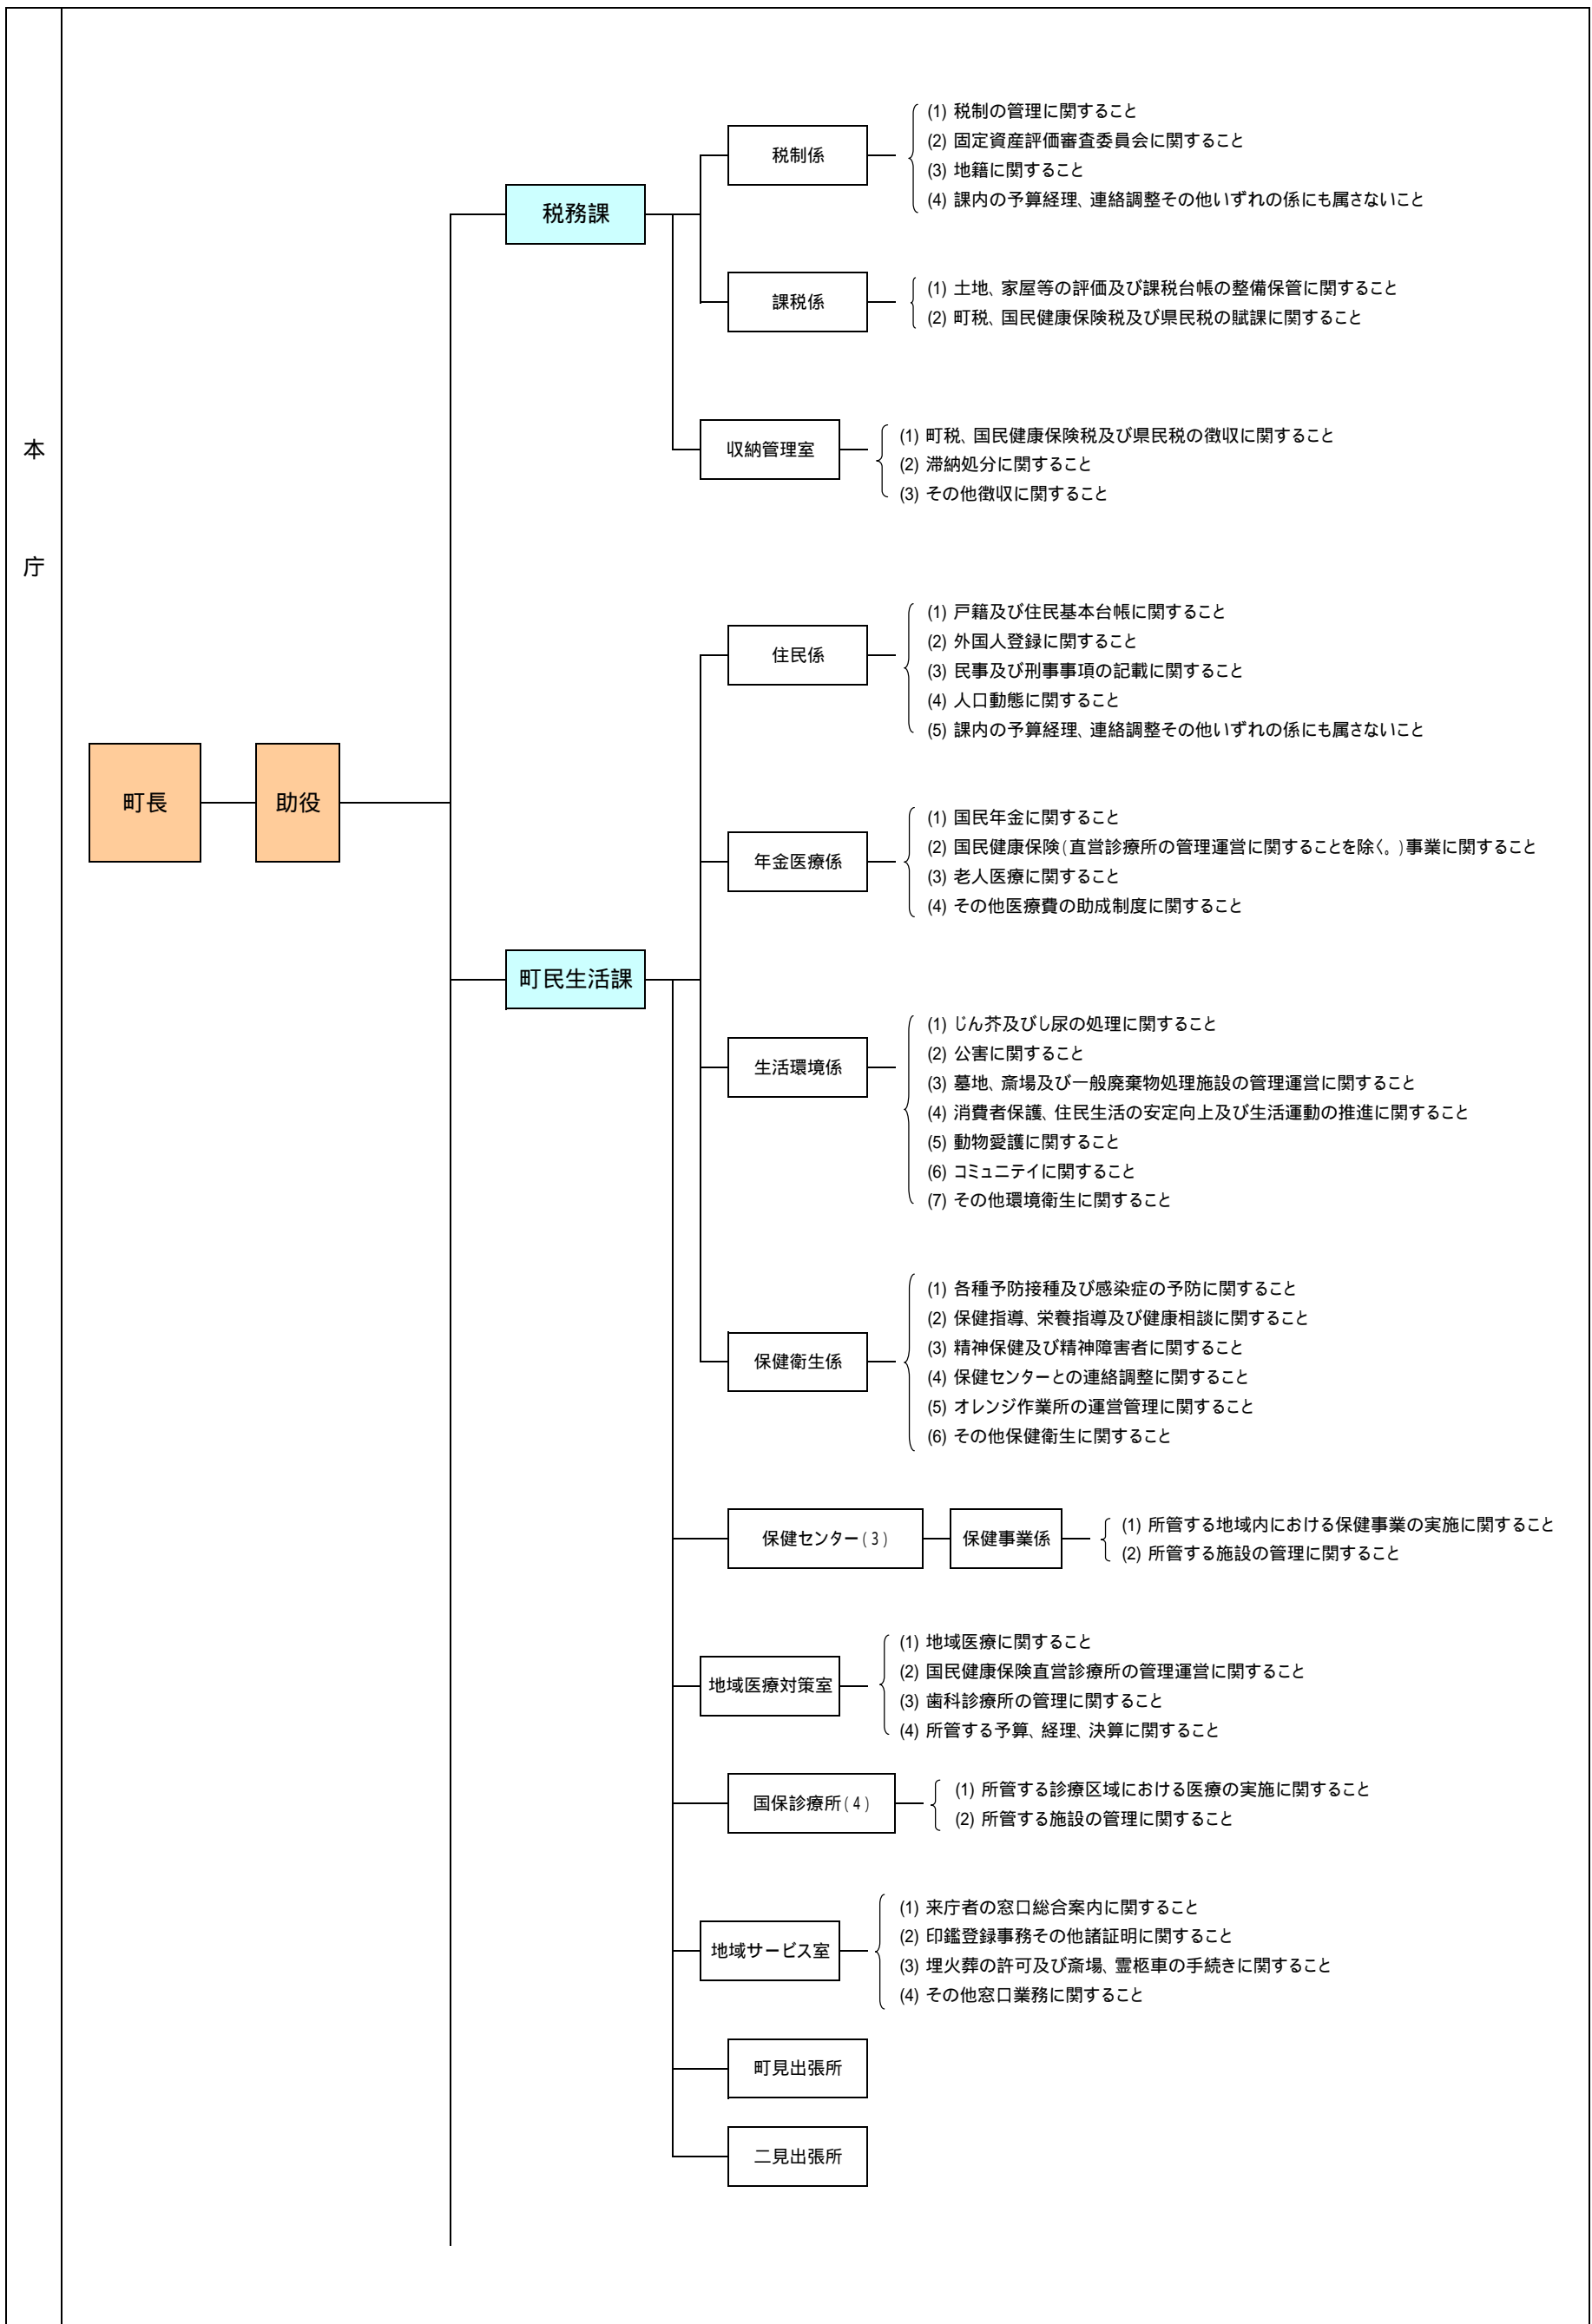 本
庁
町長
助役
税務課
税制係
(1) 税制の管理に関すること
(2) 固定資産評価審査委員会に関すること
(3) 地籍に関すること
(4) 課内の予算経理、連絡調整その他いずれの係にも属さないこと
課税係
(1) 土地、家屋等の評価及び課税台帳の整備保管に関すること
(2) 町税、国民健康保険税及び県民税の賦課に関すること
収納管理室
(1) 町税、国民健康保険税及び県民税の徴収に関すること
(2) 滞納処分に関すること
(3) その他徴収に関すること
町民生活課
住民係
(1) 戸籍及び住民基本台帳に関すること
(2) 外国人登録に関すること
(3) 民事及び刑事事項の記載に関すること
(4) 人口動態に関すること
(5) 課内の予算経理、連絡調整その他いずれの係にも属さないこと
年金医療係
(1) 国民年金に関すること
(2) 国民健康保険(直営診療所の管理運営に関することを除く。)事業に関すること
(3) 老人医療に関すること
(4) その他医療費の助成制度に関すること
生活環境係
(1) じん芥及びし尿の処理に関すること
(2) 公害に関すること
(3) 墓地、斎場及び一般廃棄物処理施設の管理運営に関すること
(4) 消費者保護、住民生活の安定向上及び生活運動の推進に関すること
(5) 動物愛護に関すること
(6) コミュニテイに関すること
(7) その他環境衛生に関すること
保健衛生係
(1) 各種予防接種及び感染症の予防に関すること
(2) 保健指導、栄養指導及び健康相談に関すること
(3) 精神保健及び精神障害者に関すること
(4) 保健センターとの連絡調整に関すること
(5) オレンジ作業所の運営管理に関すること
(6) その他保健衛生に関すること
保健センター(3)
保健事業係
(1) 所管する地域内における保健事業の実施に関すること
(2) 所管する施設の管理に関すること
地域医療対策室
(1) 地域医療に関すること
(2) 国民健康保険直営診療所の管理運営に関すること
(3) 歯科診療所の管理に関すること
(4) 所管する予算、経理、決算に関すること
国保診療所(4)
(1) 所管する診療区域における医療の実施に関すること
(2) 所管する施設の管理に関すること
地域サービス室
(1) 来庁者の窓口総合案内に関すること
(2) 印鑑登録事務その他諸証明に関すること
(3) 埋火葬の許可及び斎場、霊柩車の手続きに関すること
(4) その他窓口業務に関すること
町見出張所
二見出張所